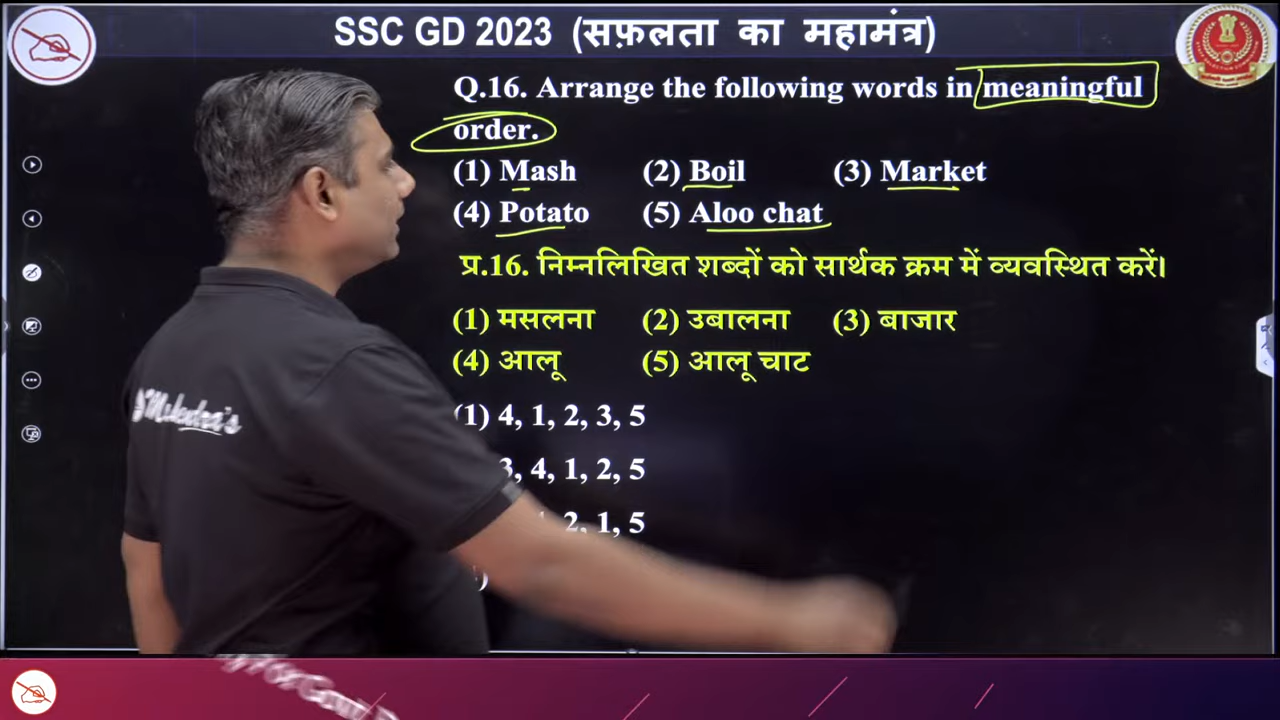 SSC GD 2023 (सफ़लता का महामंत्र)
Q.16. Arrange the following words in meaningful
order.
(1) Mash (2) Boil (3) Market
(4) Potato (5) Aloo chat
प्र.16. निम्नलिखित शब्दों को सार्थक क्रम में व्यवस्थित करें।
(1) मसलना (2) उबालना (3) बाजार
(4) आलू (5) आलू चाट
(1) 4, 1, 2, 3, 5
3, 4, 1, 2, 5
2, 1, 5
Mahendra's